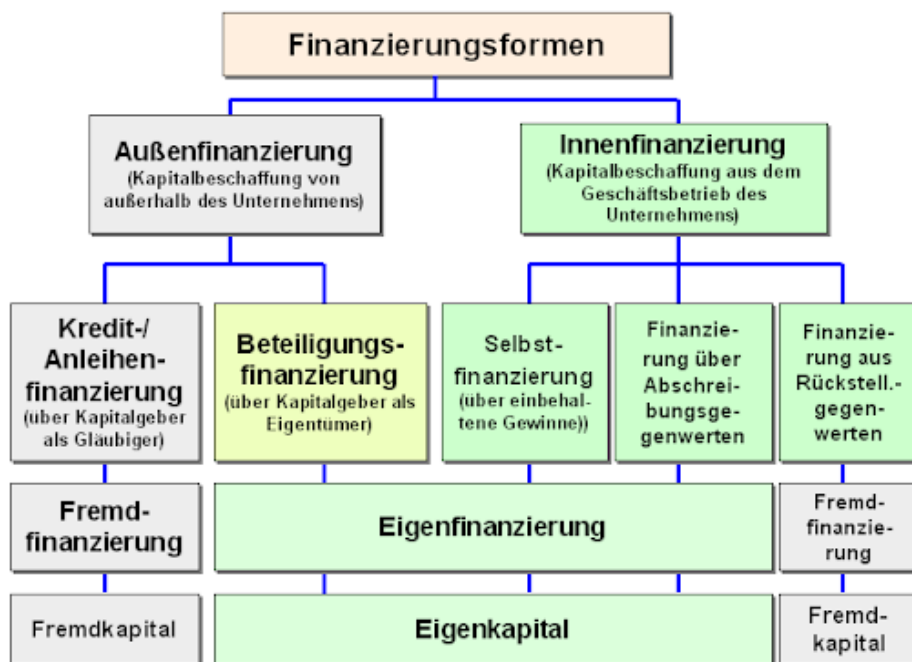 Finanzierungsformen
Außenfinanzierung
(Kapitalbeschaffung von
außerhalb des Unternehmens)
Innenfinanzierung
(Kapitalbeschaffung aus dem
Geschäftsbetrieb des
Unternehmens)
Kredit-/
Anleihen-
finanzierung
(über Kapitalgeber
als Gläubiger)
Beteiligungs-
finanzierung
(über Kapitalgeber als
Eigentümer)
Selbst-
finanzierung
(über einbehal-
tene Gewinne))
Finanzie-
rung über
Abschrei-
bungsge-
genwerten
Finanzie-
rung aus
Rückstell.-
gegen-
werten
Fremd-
finanzierung
Eigenfinanzierung
Fremd-
finanzie-
rung
Fremdkapital
Eigenkapital
Fremd-
kapital